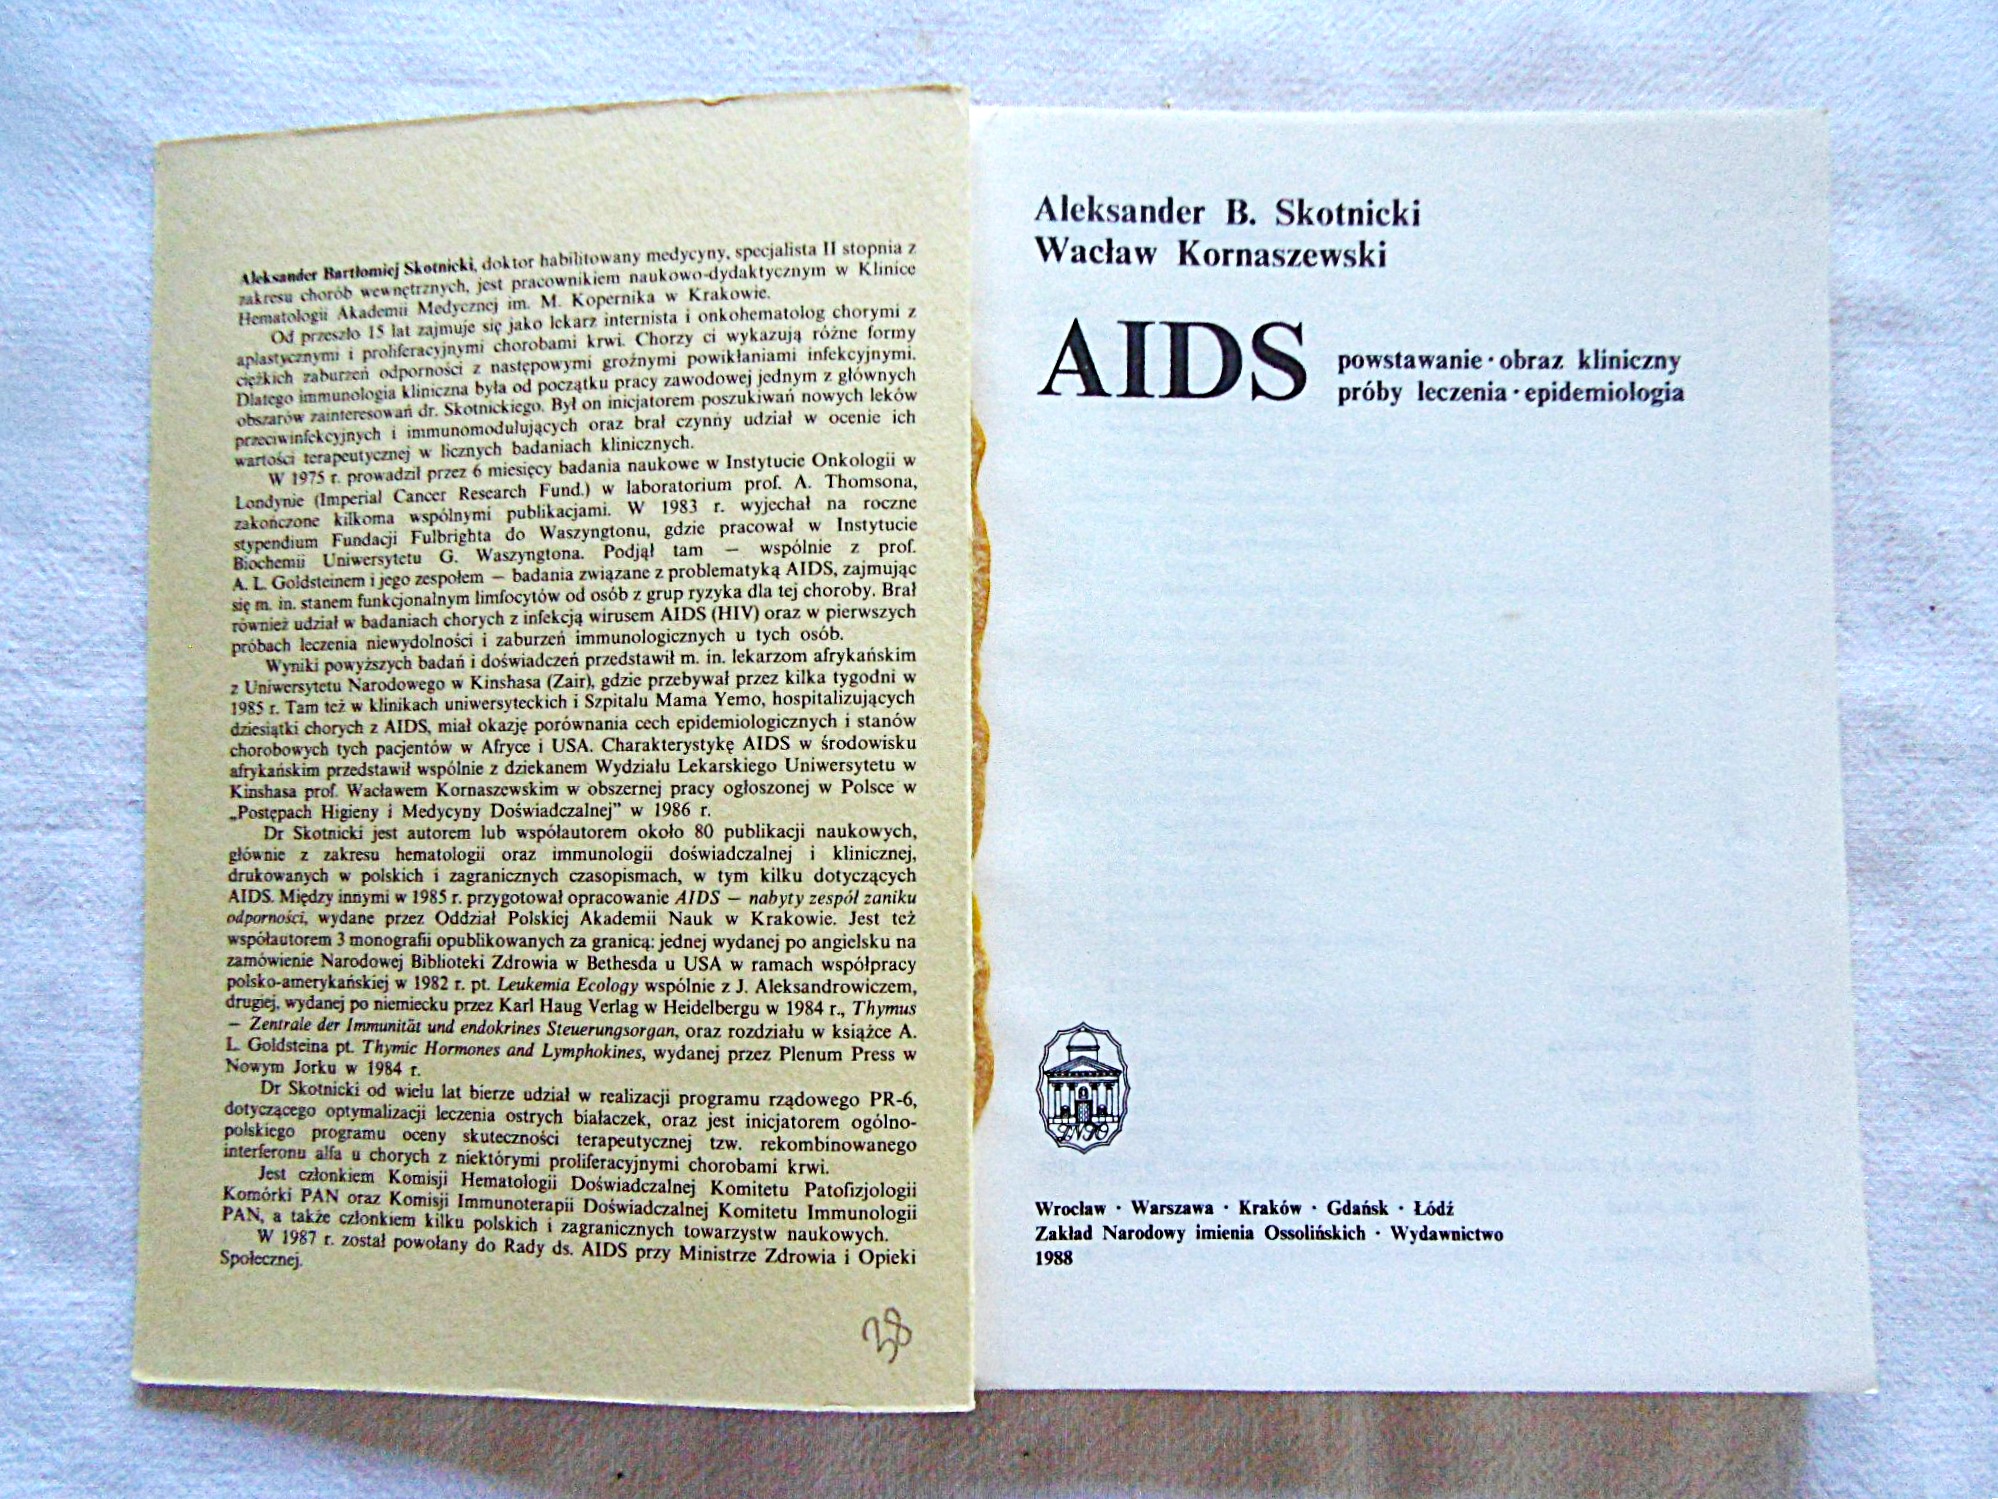 Aleksander Bartłomiej Skotnicki, doktor habilitowany medycyny, specjalista II stopnia z
zakresu chorób wewnętrznych, jest pracownikiem naukowo-dydaktycznym w Klinice
Hematologii Akademii Medycznej im. M. Kopernika w Krakowie.
Od przeszło 15 lat zajmuje się jako lekarz internista i onkohematolog chorymi z
aplastycznymi i proliferacyjnymi chorobami krwi. Chorzy ci wykazują różne formy
ciężkich zaburzeń odporności z następowymi groźnymi powikłaniami infekcyjnymi.
Dlatego immunologia kliniczna była od początku pracy zawodowej jednym z głównych
obszarów zainteresowań dr. Skotnickiego. Był on inicjatorem poszukiwań nowych leków
przeciwinfekcyjnych i immunomodulujących oraz brał czynny udział w ocenie ich
wartości terapeutycznej w licznych badaniach klinicznych.
W 1975 r. prowadził przez 6 miesięcy badania naukowe w Instytucie Onkologii w
Londynie (Imperial Cancer Research Fund.) w laboratorium prof. A. Thomsona,
zakończone kilkoma wspólnymi publikacjami. W 1983 r. wyjechał na roczne
stypendium Fundacji Fulbrighta do Waszyngtonu, gdzie pracował w Instytucie
Biochemii Uniwersytetu G. Waszyngtona. Podjął tam — wspólnie z prof.
A. L. Goldsteinem i jego zespołem — badania związane z problematyką AIDS, zajmując
się m. in. stanem funkcjonalnym limfocytów od osób z grup ryzyka dla tej choroby. Brał
również udział w badaniach chorych z infekcją wirusem AIDS (HIV) oraz w pierwszych
próbach leczenia niewydolności i zaburzeń immunologicznych u tych osób.
Wyniki powyższych badań i doświadczeń przedstawił m. in. lekarzom afrykańskim
z Uniwersytetu Narodowego w Kinshasa (Zair), gdzie przebywał przez kilka tygodni w
1985 r. Tam też w klinikach uniwersyteckich i Szpitalu Mama Yemo, hospitalizujących
dziesiątki chorych z AIDS, miał okazję porównania cech epidemiologicznych i stanów
chorobowych tych pacjentów w Afryce i USA. Charakterystykę AIDS w środowisku
afrykańskim przedstawił wspólnie z dziekanem Wydziału Lekarskiego Uniwersytetu w
Kinshasa prof. Wacławem Kornaszewskim w obszernej pracy ogłoszonej w Polsce w
„Postępach Higieny i Medycyny Doświadczalnej” w 1986 r.
Dr Skotnicki jest autorem lub współautorem około 80 publikacji naukowych,
głównie z zakresu hematologii oraz immunologii doświadczalnej i klinicznej,
drukowanych w polskich i zagranicznych czasopismach, w tym kilku dotyczących
AIDS. Między innymi w 1985 r. przygotował opracowanie AIDS — nabyty zespół zaniku
odporności, wydane przez Oddział Polskiej Akademii Nauk w Krakowie. Jest też
współautorem 3 monografii opublikowanych za granicą: jednej wydanej po angielsku na
zamówienie Narodowej Biblioteki Zdrowia w Bethesda u USA w ramach współpracy
polsko-amerykańskiej w 1982 r. pt. Leukemia Ecology wspólnie z J. Aleksandrowiczem,
drugiej, wydanej po niemiecku przez Karl Haug Verlag w Heidelbergu w 1984 r., Thymus
— Zentrale der Immunität und endokrines Steuerungsorgan, oraz rozdziału w książce A.
L. Goldsteina pt. Thymic Hormones and Lymphokines, wydanej przez Plenum Press w
Nowym Jorku w 1984 r.
Dr Skotnicki od wielu lat bierze udział w realizacji programu rządowego PR-6,
dotyczącego optymalizacji leczenia ostrych białaczek, oraz jest inicjatorem ogólno-
polskiego programu oceny skuteczności terapeutycznej tzw. rekombinowanego
interferonu alfa u chorych z niektórymi proliferacyjnymi chorobami krwi.
Jest członkiem Komisji Hematologii Doświadczalnej Komitetu Patofizjologii
Komórki PAN oraz Komisji Immunoterapii Doświadczalnej Komitetu Immunologii
PAN, a także członkiem kilku polskich i zagranicznych towarzystw naukowych.
W 1987 r. został powołany do Rady ds. AIDS przy Ministrze Zdrowia i Opieki
Społecznej.
38
Aleksander B. Skotnicki
Wacław Kornaszewski
AIDS
powstawanie · obraz kliniczny
próby leczenia · epidemiologia
ZNiO
Wrocław · Warszawa · Kraków · Gdańsk · Łódź
Zakład Narodowy imienia Ossolińskich · Wydawnictwo
1988